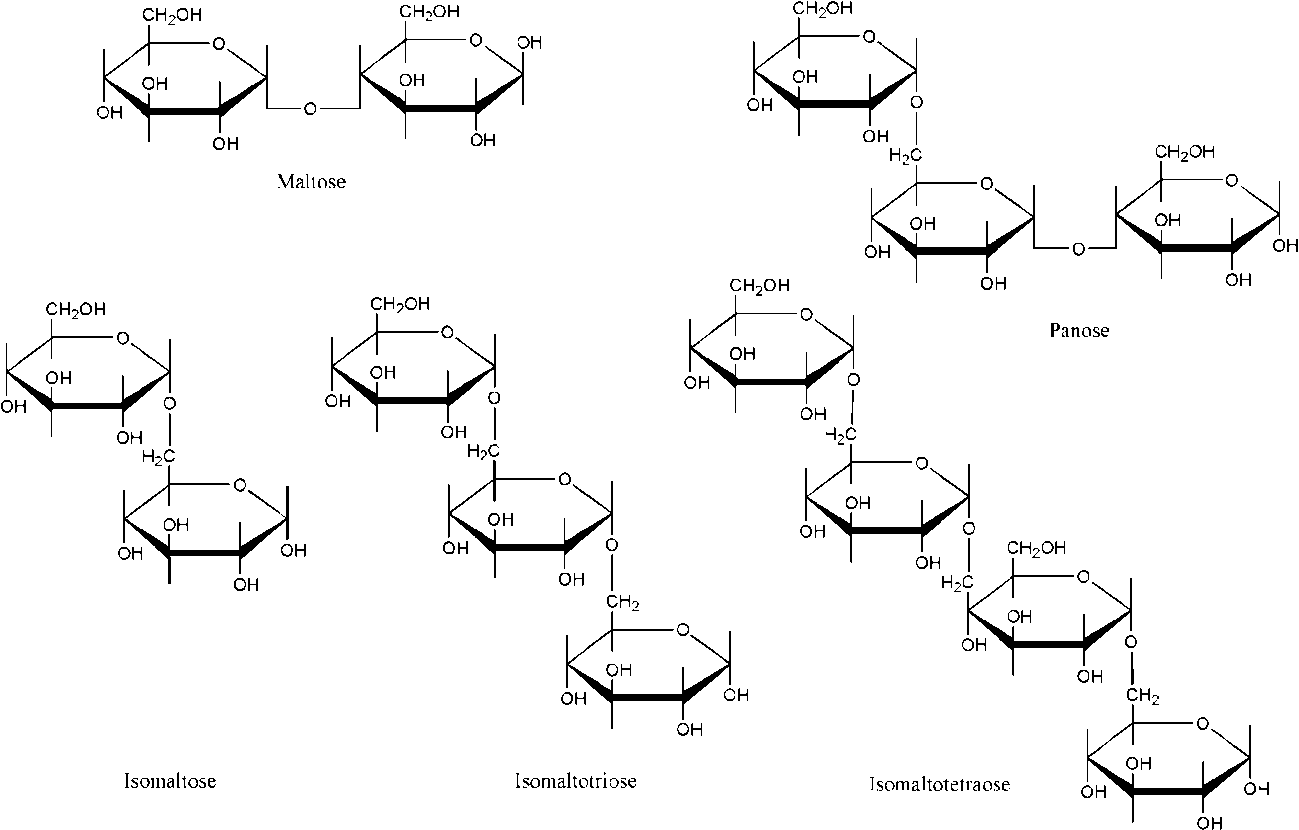 CH2OH CH2OH
O O OH
OH OH
OH O
OH OH
Maltose
CH2OH
O
OH
OH O
OH
H2C CH2OH
O O
OH OH
OH O OH
OH OH
Panose
CH2OH
O
OH
OH O
OH
H2C
O
OH
OH OH
OH
Isomaltose
CH2OH
O
OH
OH O
OH
H2C
O
OH
OH O
OH
CH2
O
OH
OH OH
OH
Isomaltotriose
CH2OH
O
OH
OH O
OH
H2C
O
OH
OH O
OH
CH2OH
H2C O
OH
OH O
OH
CH2
O
OH
OH OH
OH
Isomaltotetraose